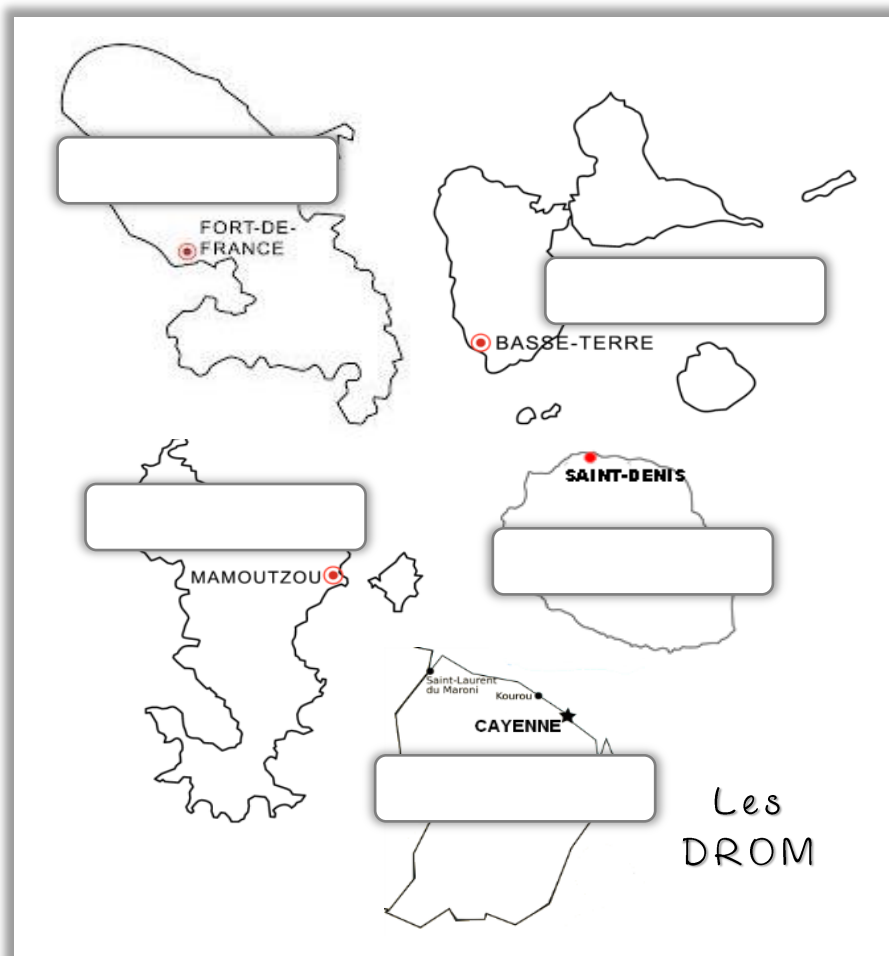 FORT-DE-
FRANCE
BASSE-TERRE
SAINT-DENIS
MAMOUTZOU
Saint-Laurent
du Maroni
Kourou
CAYENNE
Les
DROM